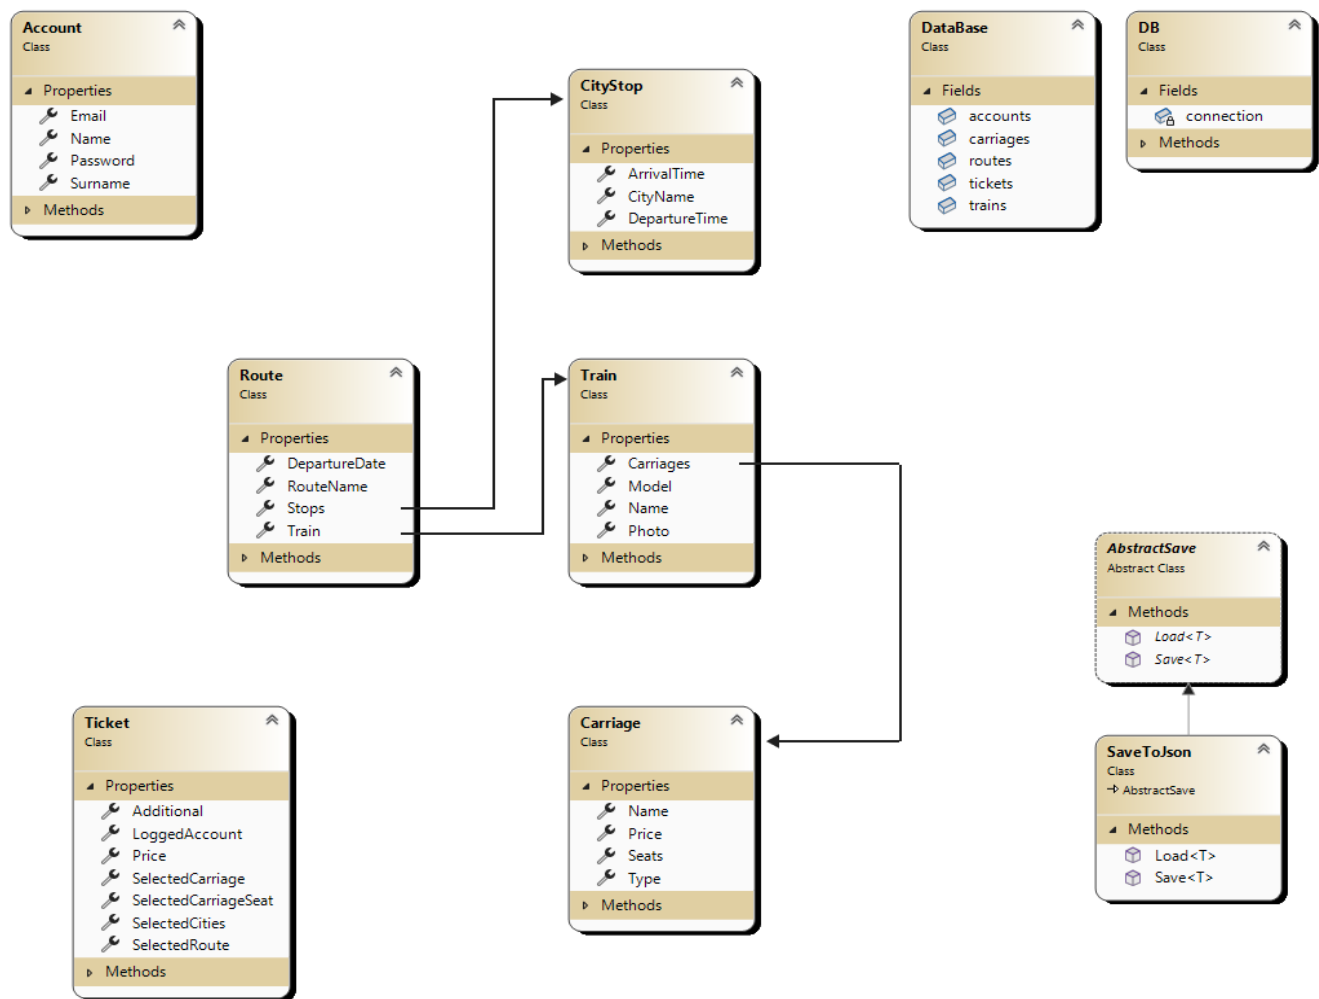 Account
Class
Properties
Email
Name
Password
Surname
Methods
CityStop
Class
Properties
ArrivalTime
CityName
DepartureTime
Methods
DataBase
Class
Fields
accounts
carriages
routes
tickets
trains
DB
Class
Fields
connection
Methods
Route
Class
Properties
DepartureDate
RouteName
Stops
Train
Methods
Train
Class
Properties
Carriages
Model
Name
Photo
Methods
AbstractSave
Abstract Class
Methods
Load<T>
Save<T>
Ticket
Class
Properties
Additional
LoggedAccount
Price
SelectedCarriage
SelectedCarriageSeat
SelectedCities
SelectedRoute
Methods
Carriage
Class
Properties
Name
Price
Seats
Type
Methods
SaveToJson
Class
AbstractSave
Methods
Load<T>
Save<T>